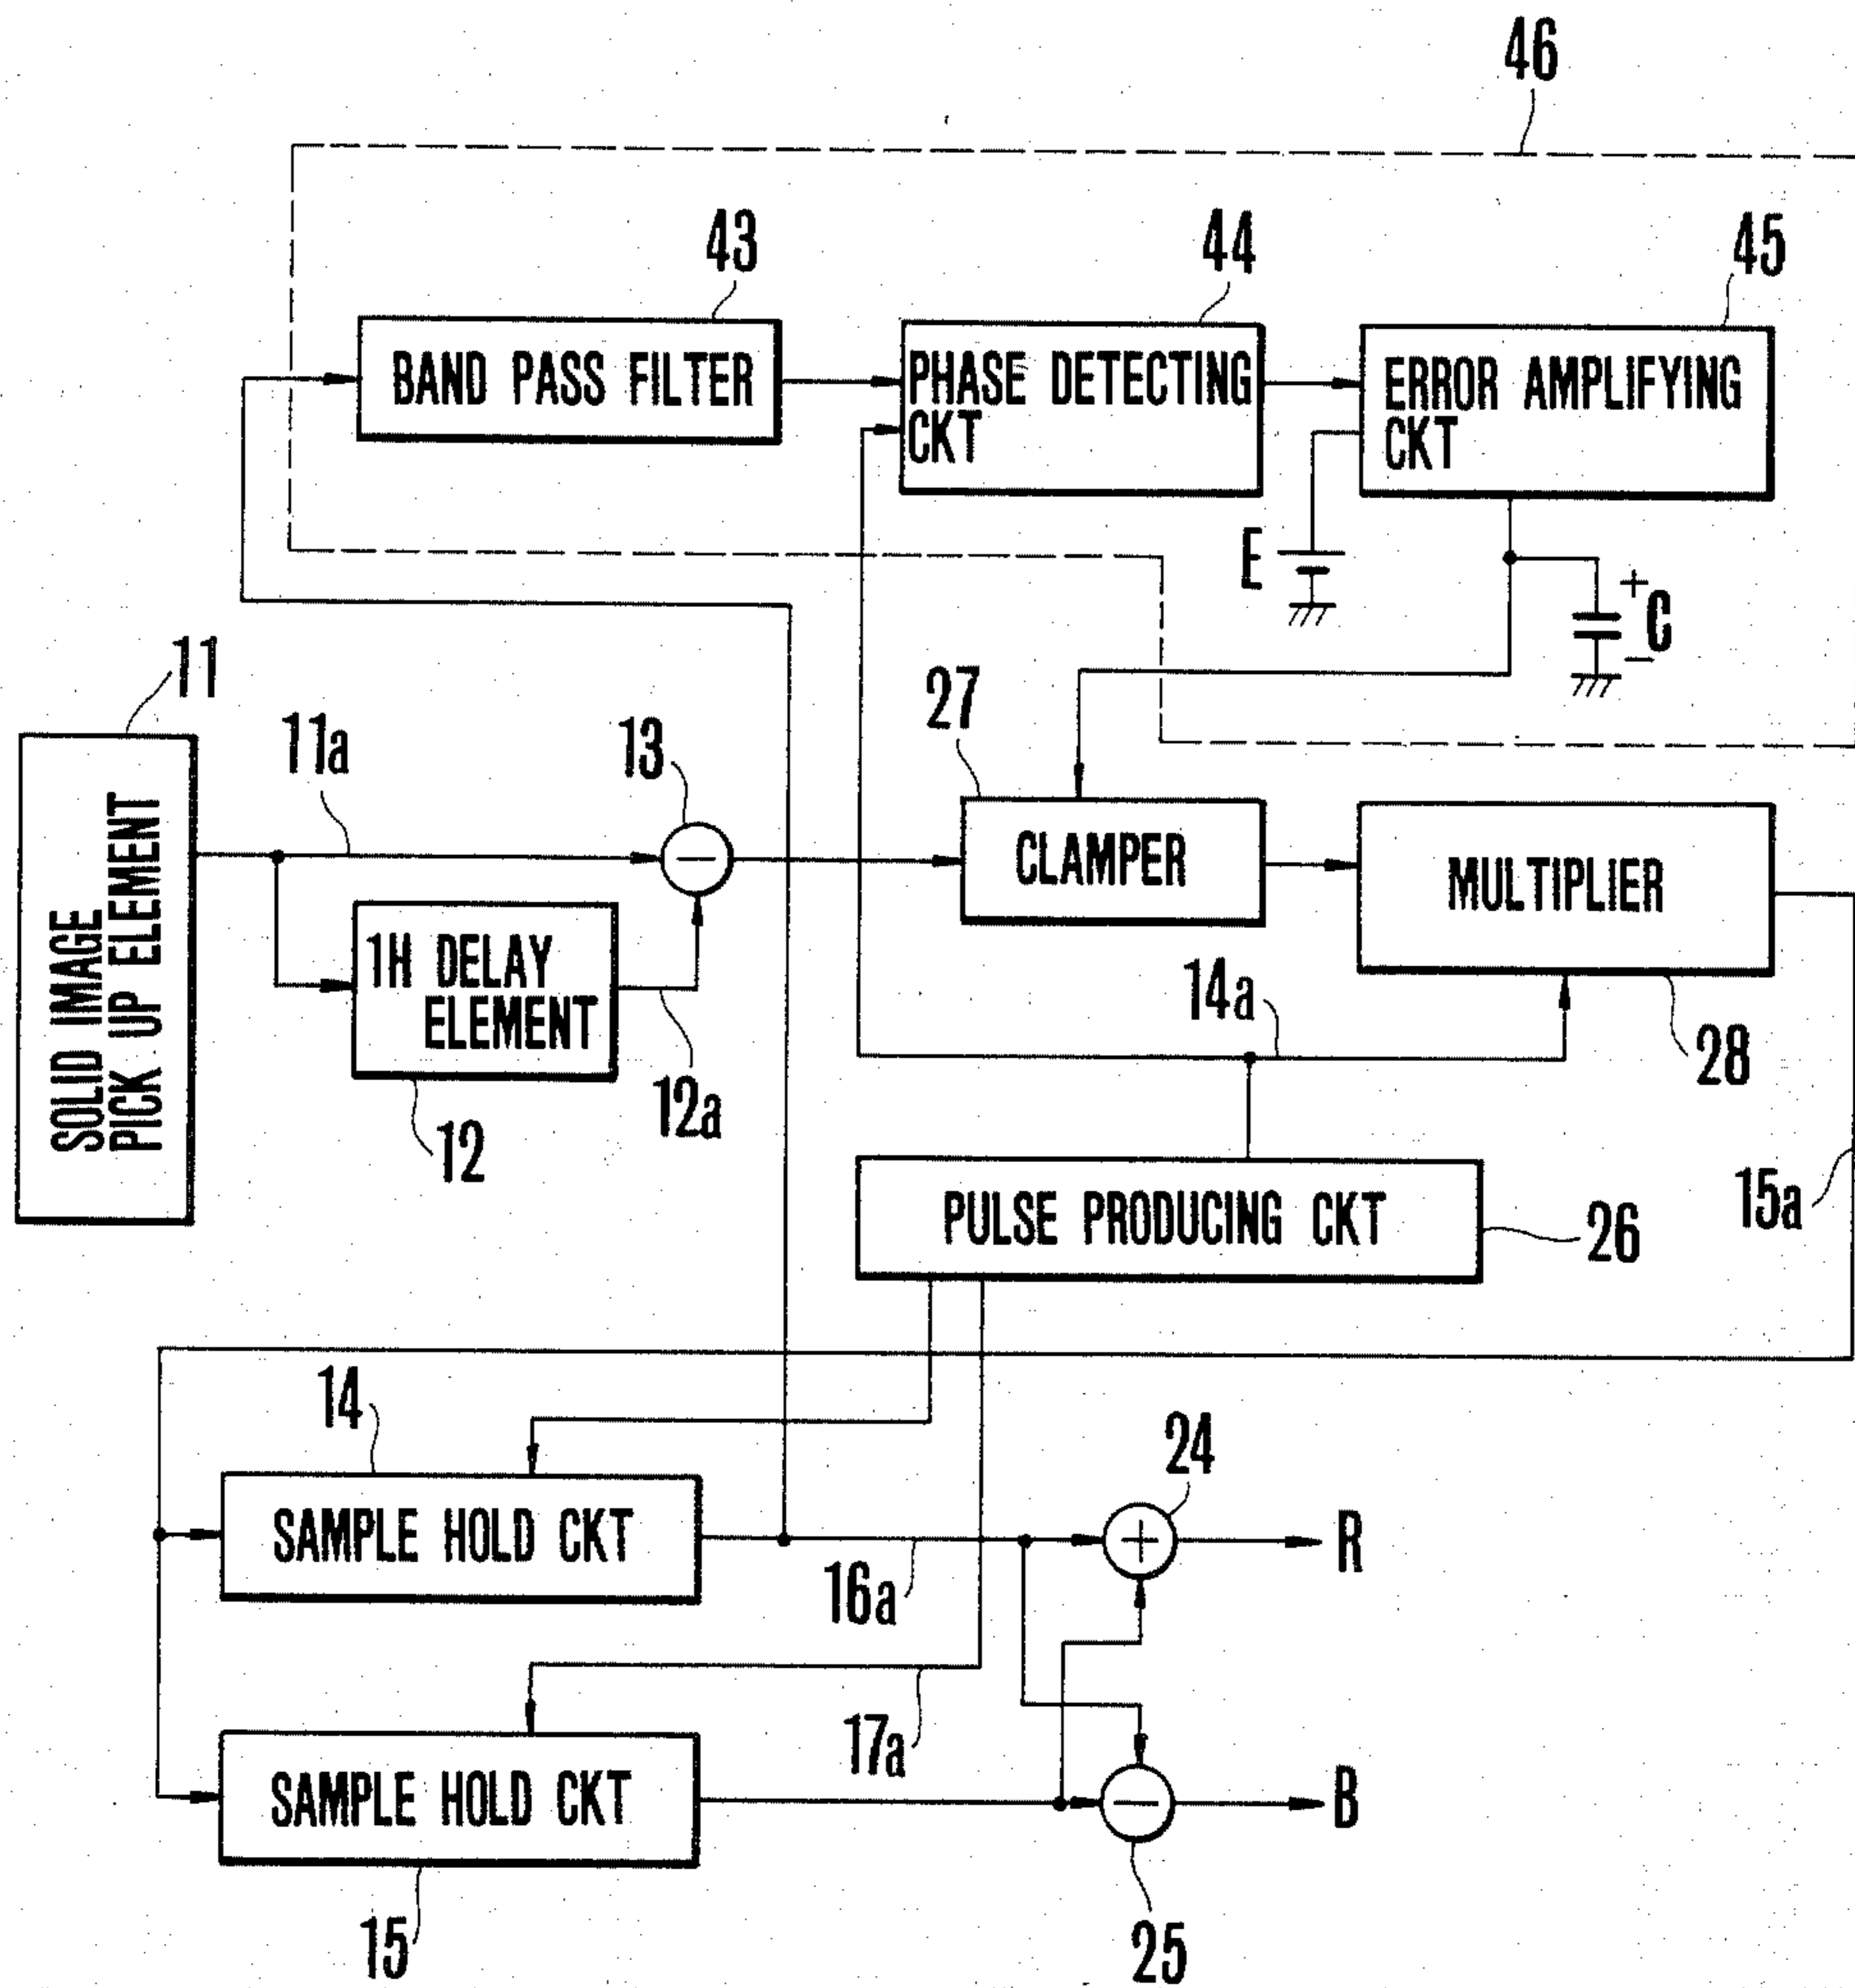 46
43
44
45
BAND PASS FILTER
PHASE DETECTING
CKT
ERROR AMPLIFYING
CKT
E
+
C
−
11
11a
13
27
SOLID IMAGE
PICK UP ELEMENT
−
CLAMPER
MULTIPLIER
1H DELAY
ELEMENT
14a
28
12a
12
PULSE PRODUCING CKT
15a
26
14
24
SAMPLE HOLD CKT
+
R
16a
17a
SAMPLE HOLD CKT
−
B
15
25